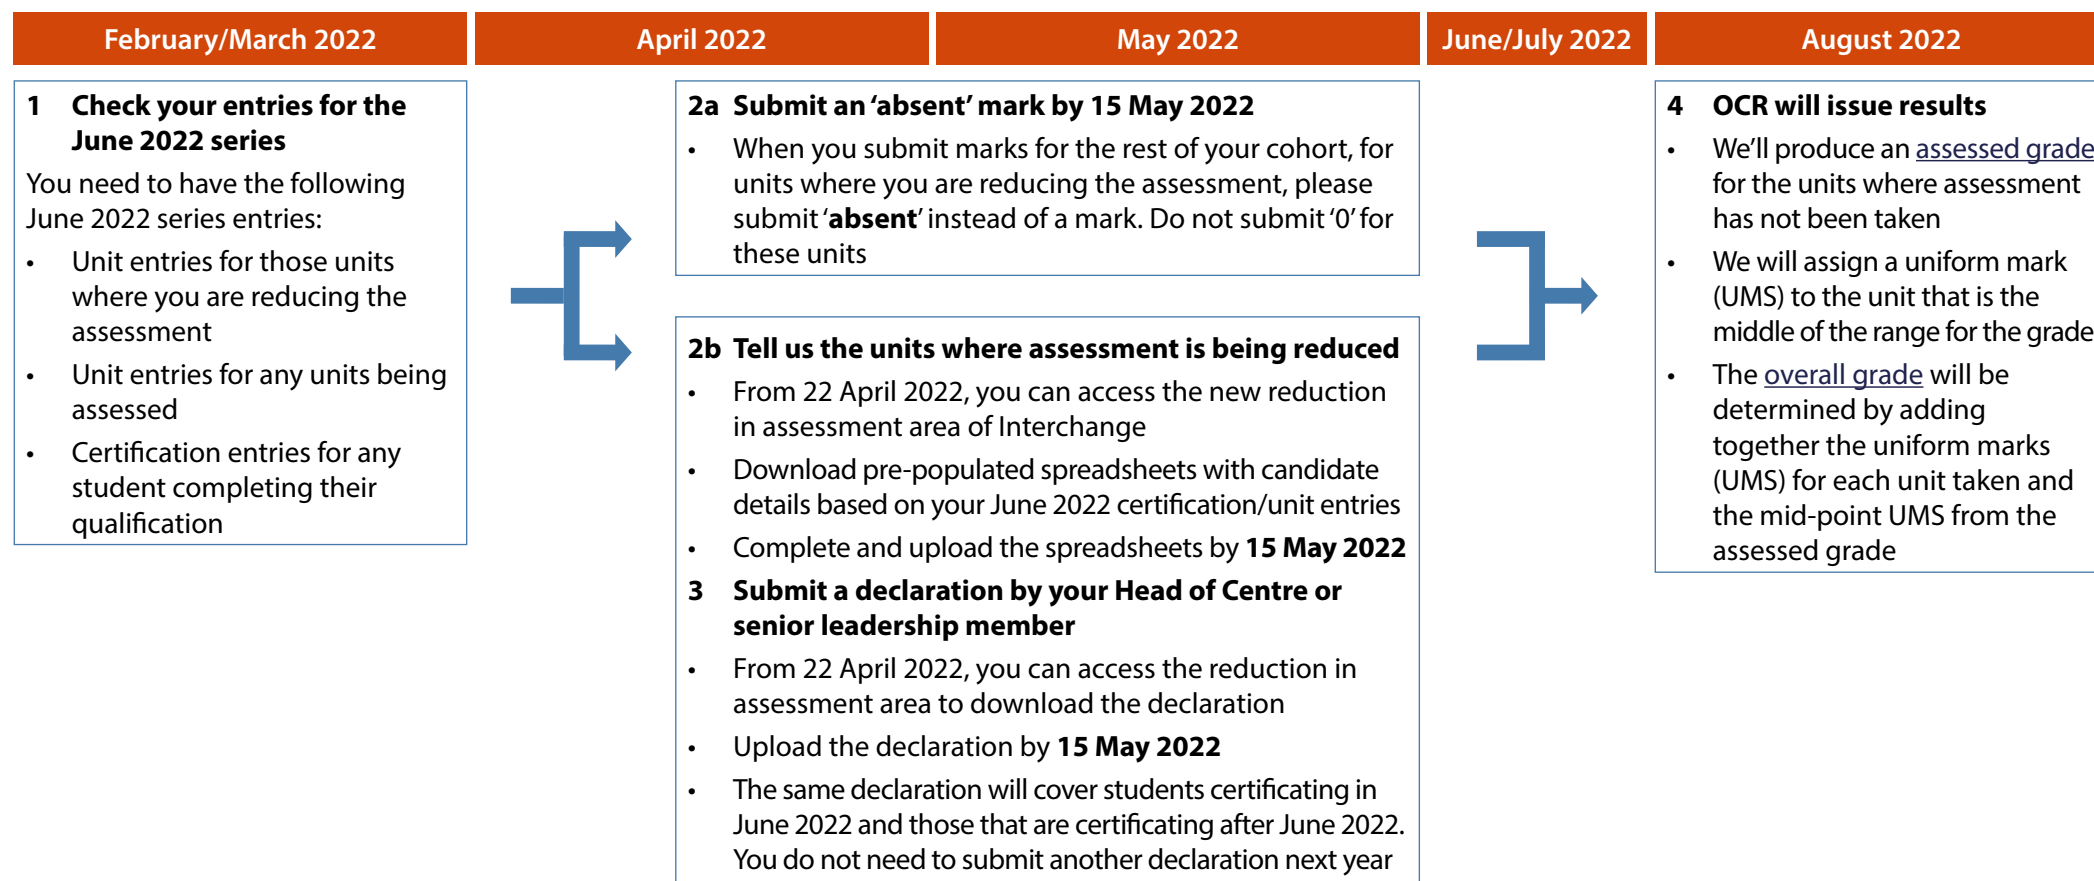 February/March 2022
April 2022
May 2022
June/July 2022
August 2022
1 Check your entries for the
June 2022 series
You need to have the following
June 2022 series entries:
• Unit entries for those units
where you are reducing the
assessment
• Unit entries for any units being
assessed
• Certification entries for any
student completing their
qualification
2a Submit an ‘absent’ mark by 15 May 2022
• When you submit marks for the rest of your cohort, for
units where you are reducing the assessment, please
submit ‘absent’ instead of a mark. Do not submit ‘0’ for
these units
2b Tell us the units where assessment is being reduced
• From 22 April 2022, you can access the new reduction
in assessment area of Interchange
• Download pre-populated spreadsheets with candidate
details based on your June 2022 certification/unit entries
• Complete and upload the spreadsheets by 15 May 2022
3 Submit a declaration by your Head of Centre or
senior leadership member
• From 22 April 2022, you can access the reduction in
assessment area to download the declaration
• Upload the declaration by 15 May 2022
• The same declaration will cover students certificating in
June 2022 and those that are certificating after June 2022.
You do not need to submit another declaration next year
4 OCR will issue results
• We’ll produce an assessed grade
for the units where assessment
has not been taken
• We will assign a uniform mark
(UMS) to the unit that is the
middle of the range for the grade
• The overall grade will be
determined by adding
together the uniform marks
(UMS) for each unit taken and
the mid-point UMS from the
assessed grade